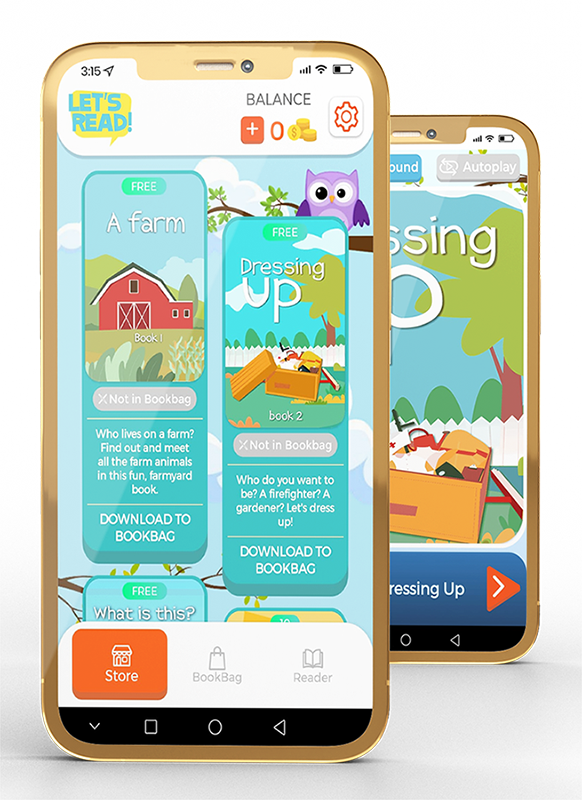 3:15
LET'S
READ!
BALANCE
+ 0
FREE
A farm
Book 1
Not in Bookbag
Who lives on a farm?
Find out and meet
all the farm animals
in this fun, farmyard
book.
DOWNLOAD TO
BOOKBAG
FREE
Dressing
up
book 2
Not in Bookbag
Who do you want to
be? A firefighter? A
gardener? Let's dress
up!
DOWNLOAD TO
BOOKBAG
FREE
What is this?
10
Store
BookBag
Reader
ound
Autoplay
ssing
p
ressing Up